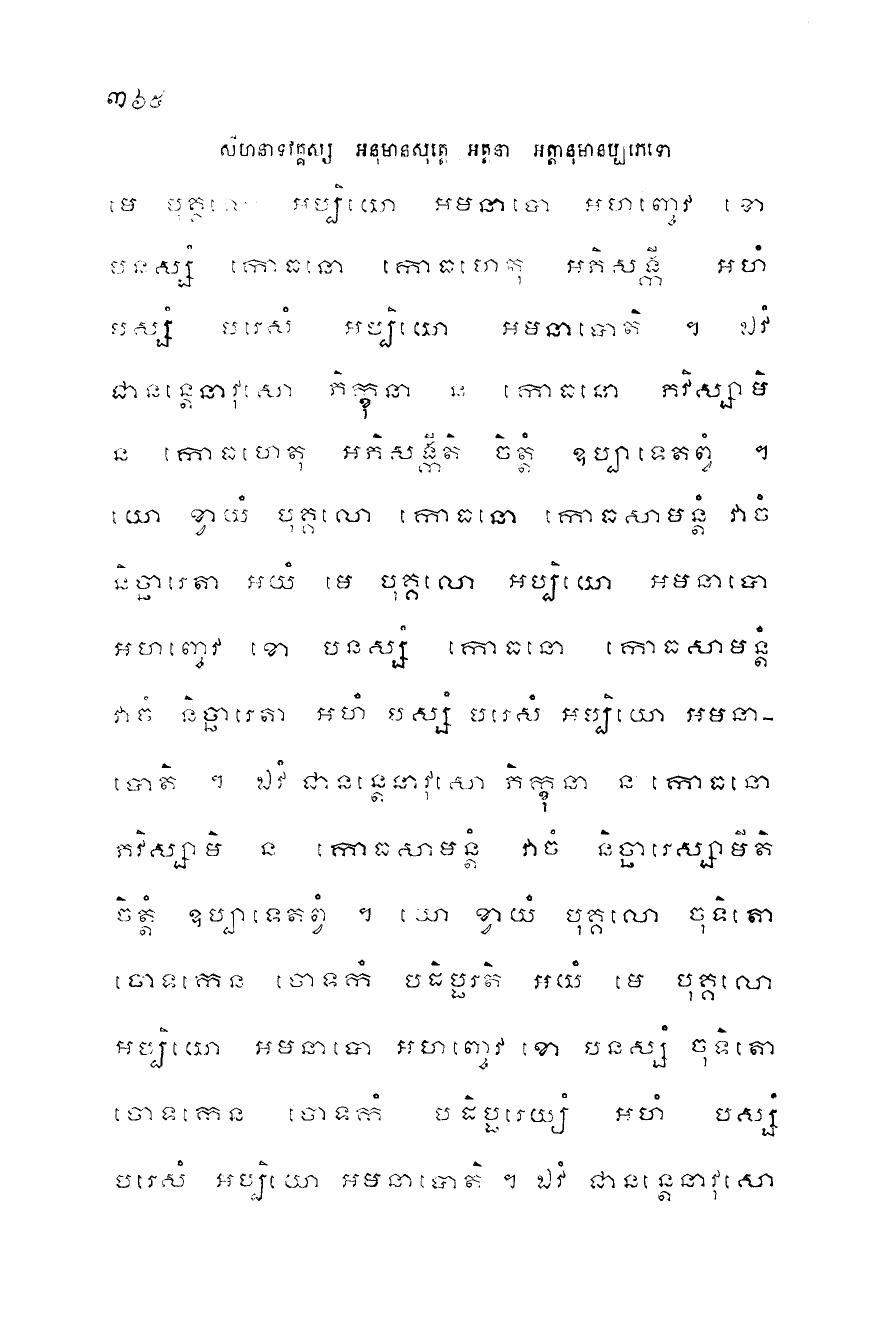 ៣៦៥
សីហនាទវគ្គស្ស អនុមានសុត្តេ អត្តនា អត្តានុមានប្បភេទោ
មេ បុគ្គលោ អប្បិយោ អមនាបោ អហញ្ចេវ ខោ
បនស្សំ កោធនោ កោធហេតុ អភិសង្គី អហំ
បស្សំ បរេសំ អប្បិយោ អមនាបោតិ ។ ឯវំ
ជានន្តេនាវុសោ ភិក្ខុនា ន កោធនោ ភវិស្សាមិ
ន កោធហេតុ អភិសង្គីតិ ចិត្តំ ឧប្បាទេតព្វំ ។
យោ ខ្វាយំ បុគ្គលោ កោធនោ កោធសាមន្តំ វាចំ
និច្ឆារេតា អយំ មេ បុគ្គលោ អប្បិយោ អមនាបោ
អហញ្ចេវ ខោ បនស្សំ កោធនោ កោធសាមន្តំ
វាចំ និច្ឆារេតា អហំ បស្សំ បរេសំ អប្បិយោ អមនា-
បោតិ ។ ឯវំ ជានន្តេនាវុសោ ភិក្ខុនា ន កោធនោ
ភវិស្សាមិ ន កោធសាមន្តំ វាចំ និច្ឆារេស្សាមីតិ
ចិត្តំ ឧប្បាទេតព្វំ ។ យោ ខ្វាយំ បុគ្គលោ ចុទិតោ
ចោទកេន ចោទកំ បដិប្ផរតិ អយំ មេ បុគ្គលោ
អប្បិយោ អមនាបោ អហញ្ចេវ ខោ បនស្សំ ចុទិតោ
ចោទកេន ចោទកំ បដិប្ផរេយ្យំ អហំ បស្សំ
បរេសំ អប្បិយោ អមនាបោតិ ។ ឯវំ ជានន្តេនាវុសោ